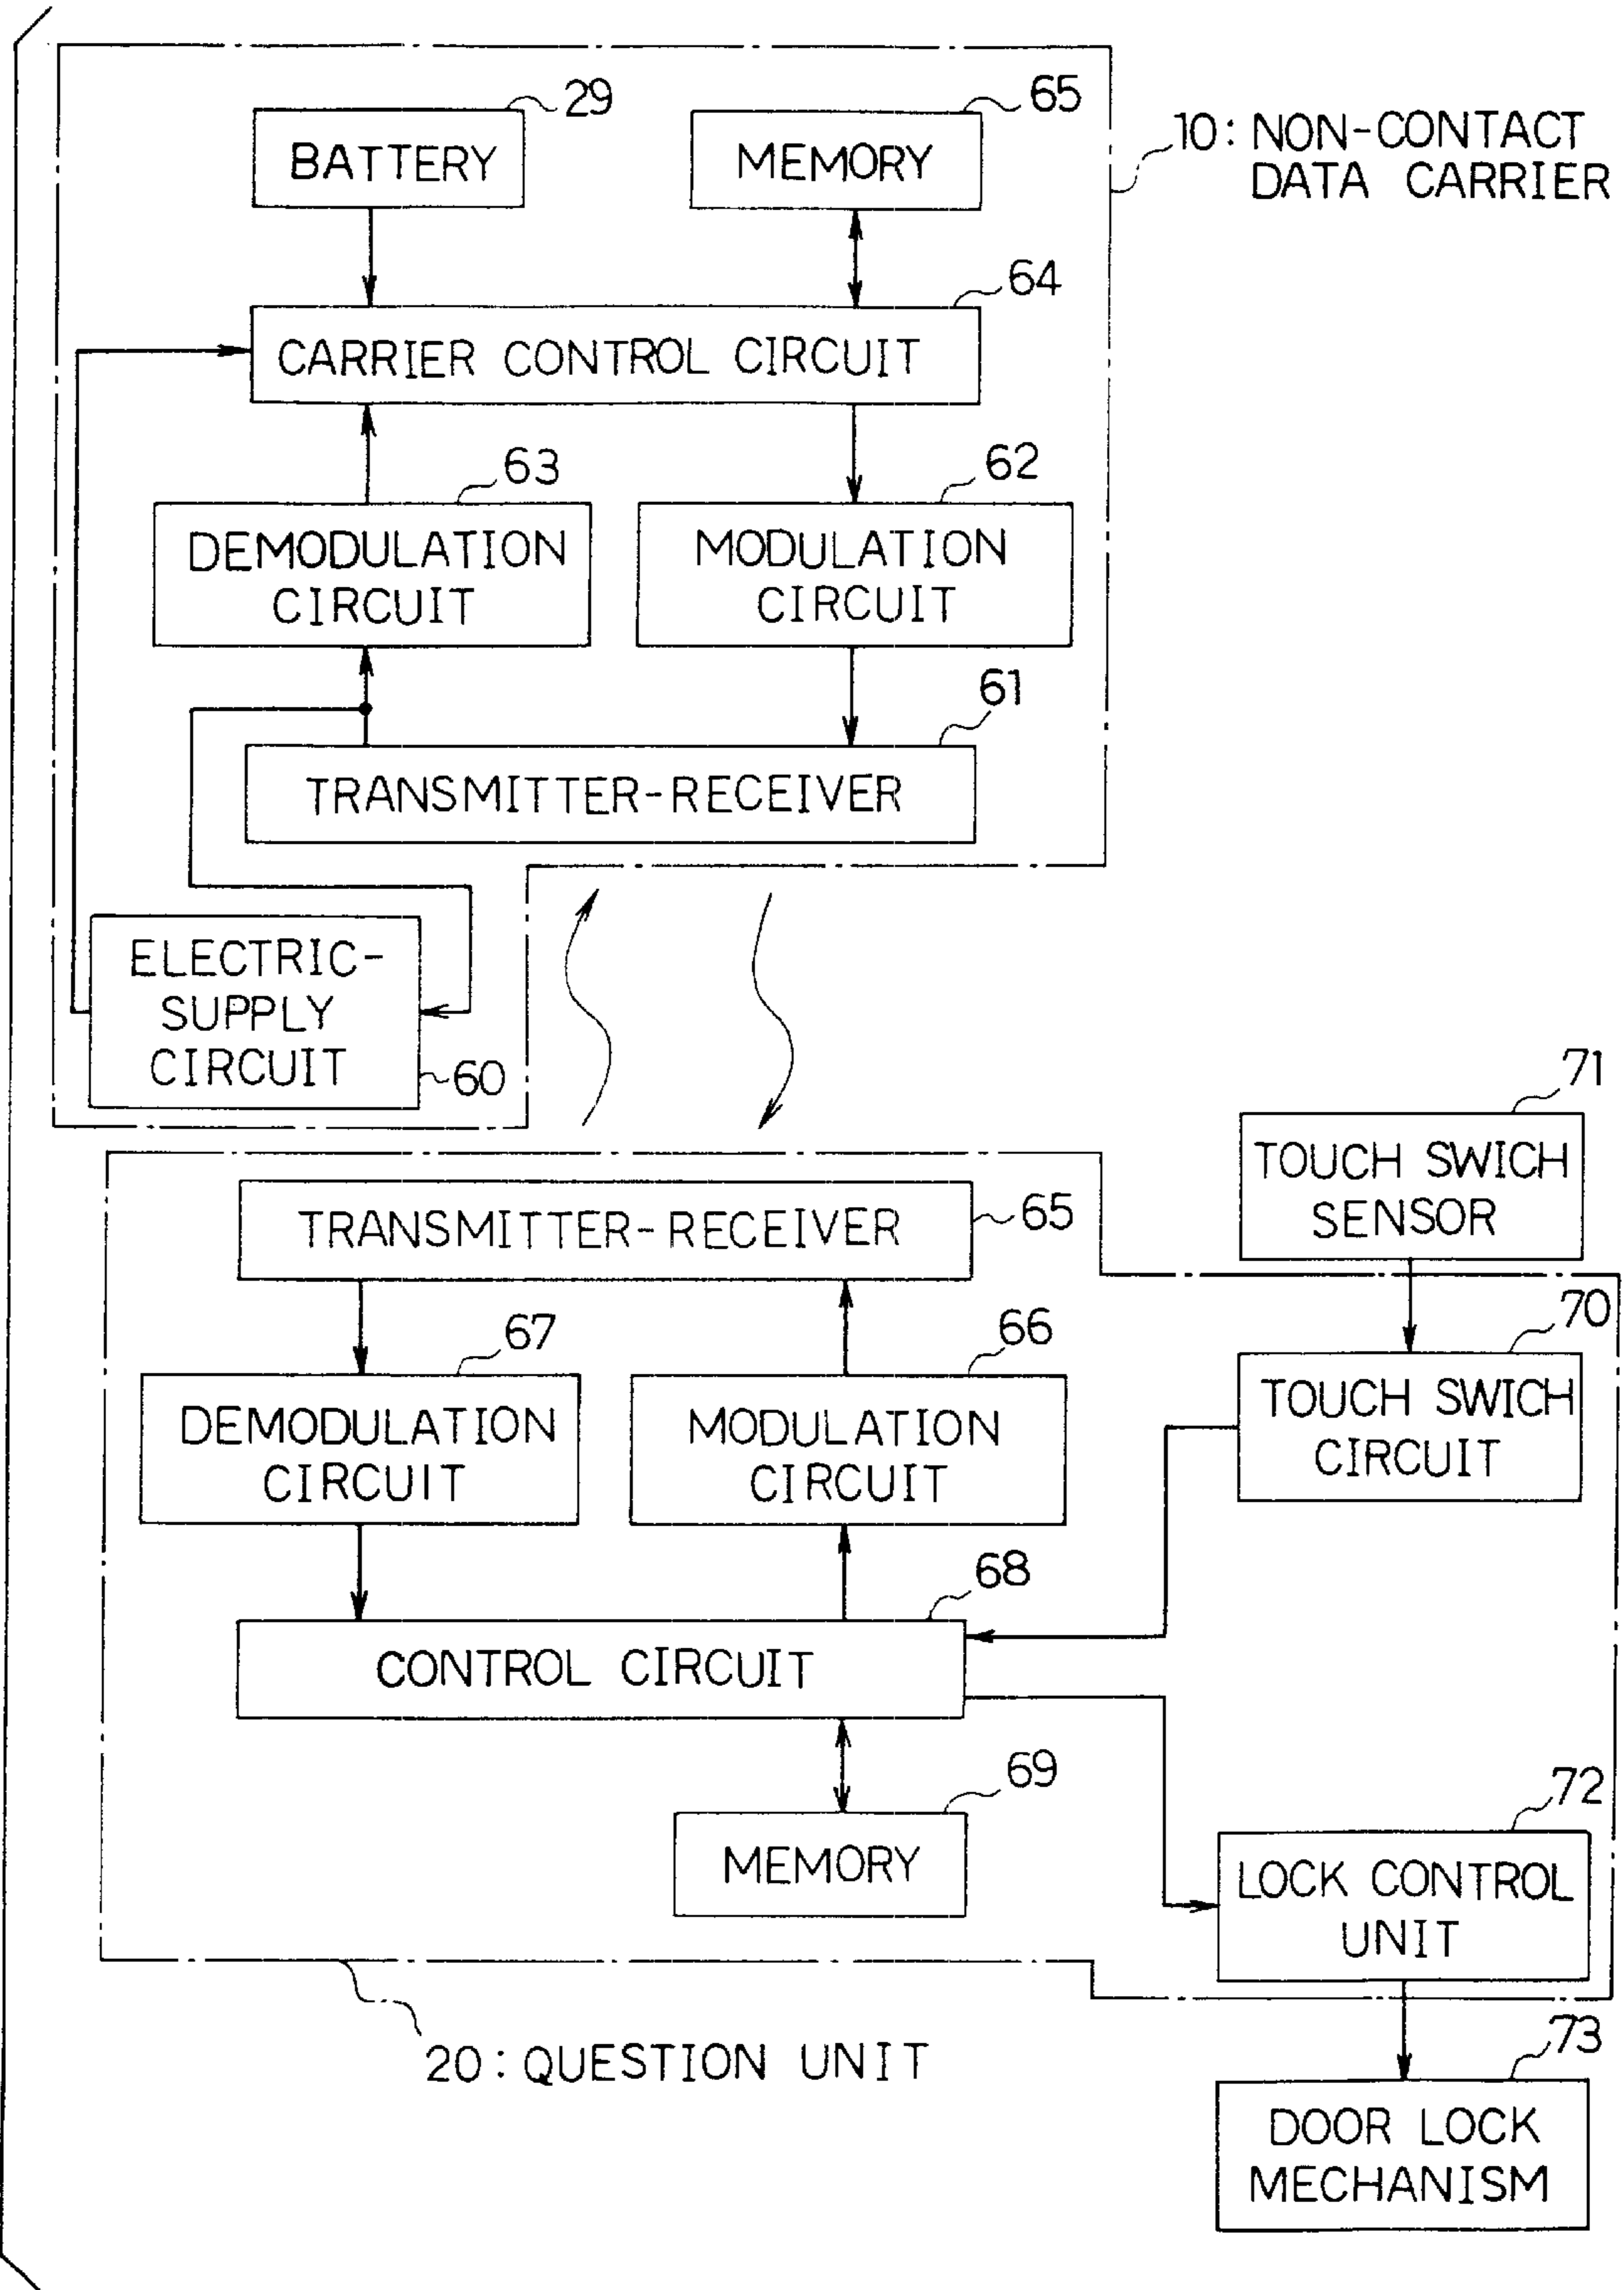 29
65
BATTERY
MEMORY
10: NON-CONTACT
DATA CARRIER
64
CARRIER CONTROL CIRCUIT
63
62
DEMODULATION
CIRCUIT
MODULATION
CIRCUIT
61
TRANSMITTER-RECEIVER
ELECTRIC-
SUPPLY
CIRCUIT
60
71
TOUCH SWICH
SENSOR
TRANSMITTER-RECEIVER
65
70
67
66
TOUCH SWICH
CIRCUIT
DEMODULATION
CIRCUIT
MODULATION
CIRCUIT
68
CONTROL CIRCUIT
69
MEMORY
72
LOCK CONTROL
UNIT
20: QUESTION UNIT
73
DOOR LOCK
MECHANISM